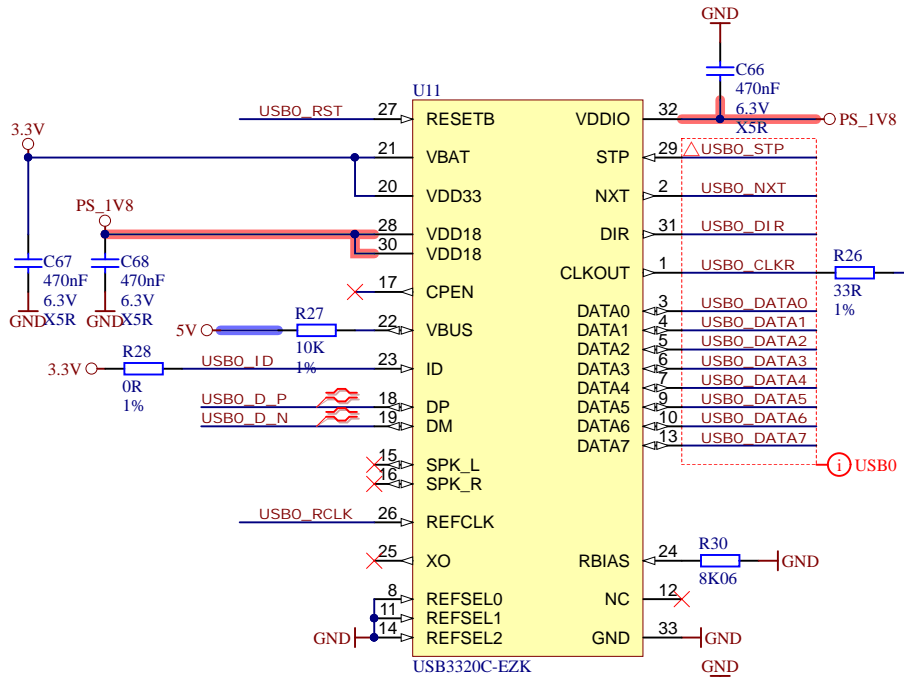 GND
C66
470nF
6.3V
X5R
U11
USB0_RST
27
RESETB
VDDIO
32
PS_1V8
3.3V
21
VBAT
STP
29
USB0_STP
20
VDD33
NXT
2
USB0_NXT
PS_1V8
28
VDD18
DIR
31
USB0_DIR
30
VDD18
C67
470nF
6.3V
X5R
GND
C68
470nF
6.3V
X5R
GND
CLKOUT
1
USB0_CLKR
R26
33R
1%
17
CPEN
DATA0
3
USB0_DATA0
5V
R27
10K
1%
22
VBUS
DATA1
4
USB0_DATA1
DATA2
5
USB0_DATA2
3.3V
R28
0R
1%
USB0_ID
23
ID
DATA3
6
USB0_DATA3
DATA4
7
USB0_DATA4
USB0_D_P
18
DP
DATA5
9
USB0_DATA5
USB0_D_N
19
DM
DATA6
10
USB0_DATA6
DATA7
13
USB0_DATA7
15
SPK_L
i USB0
16
SPK_R
USB0_RCLK
26
REFCLK
25
XO
RBIAS
24
R30
8K06
GND
8
REFSEL0
NC
12
11
REFSEL1
GND
14
REFSEL2
GND
33
GND
USB3320C-EZK
GND